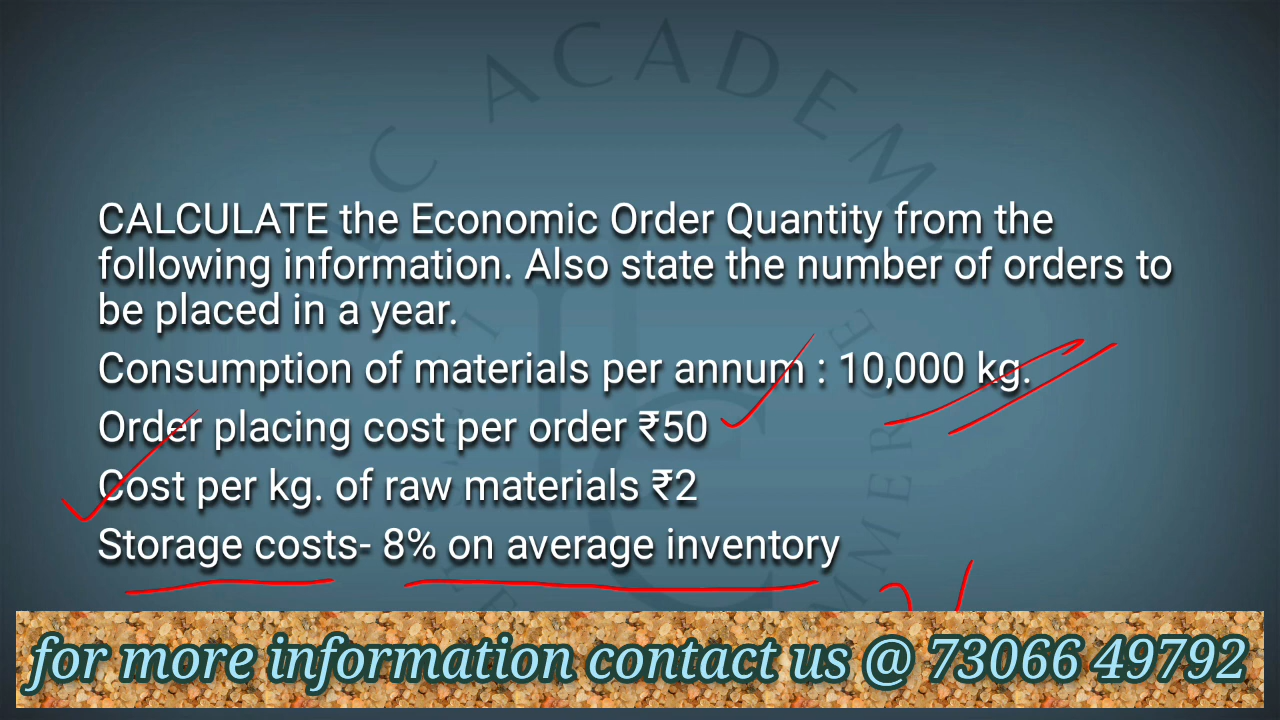 ACADEMY
CALCULATE the Economic Order Quantity from the
following information. Also state the number of orders to
be placed in a year.
Consumption of materials per annum : 10,000 kg.
Order placing cost per order ₹50
Cost per kg. of raw materials ₹2
Storage costs- 8% on average inventory
for more information contact us @ 73066 49792